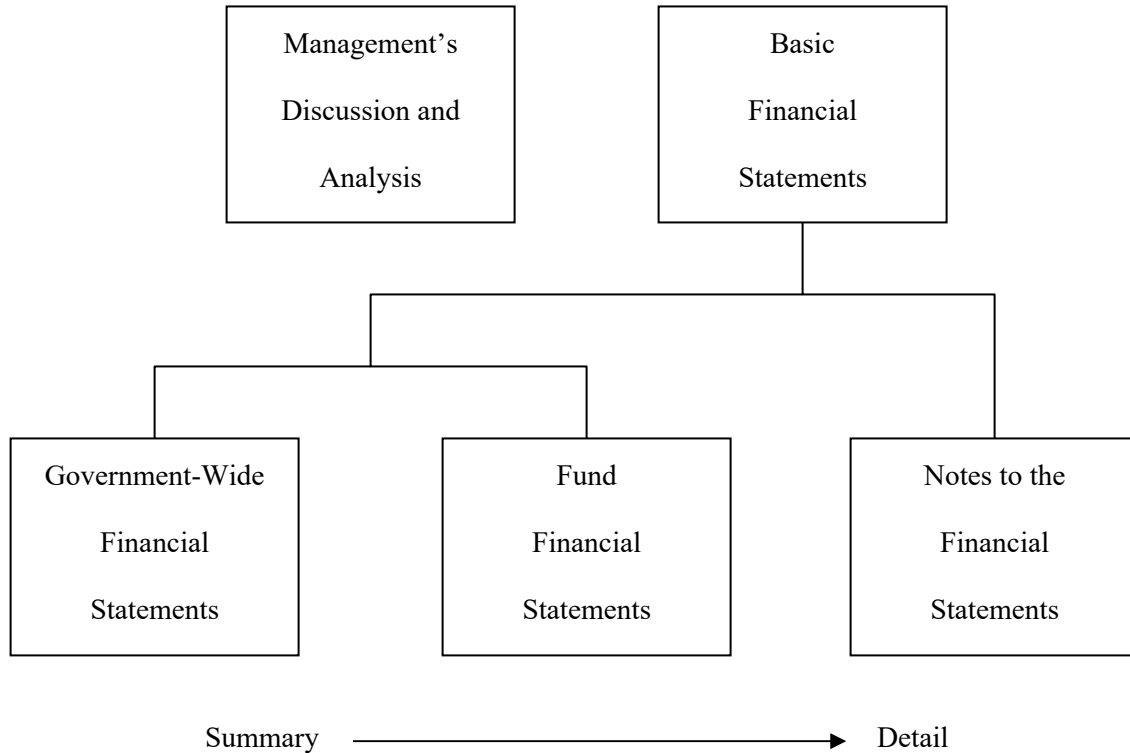 Management’s
Discussion and
Analysis
Basic
Financial
Statements
Government-Wide
Financial
Statements
Fund
Financial
Statements
Notes to the
Financial
Statements
Summary
Detail